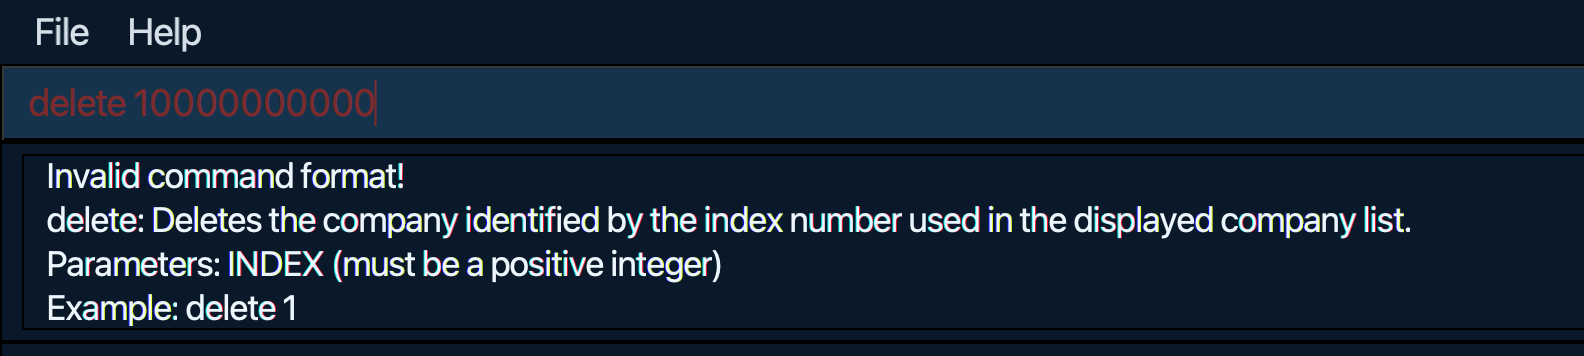 File Help
delete 10000000000
Invalid command format!
delete: Deletes the company identified by the index number used in the displayed company list.
Parameters: INDEX (must be a positive integer)
Example: delete 1